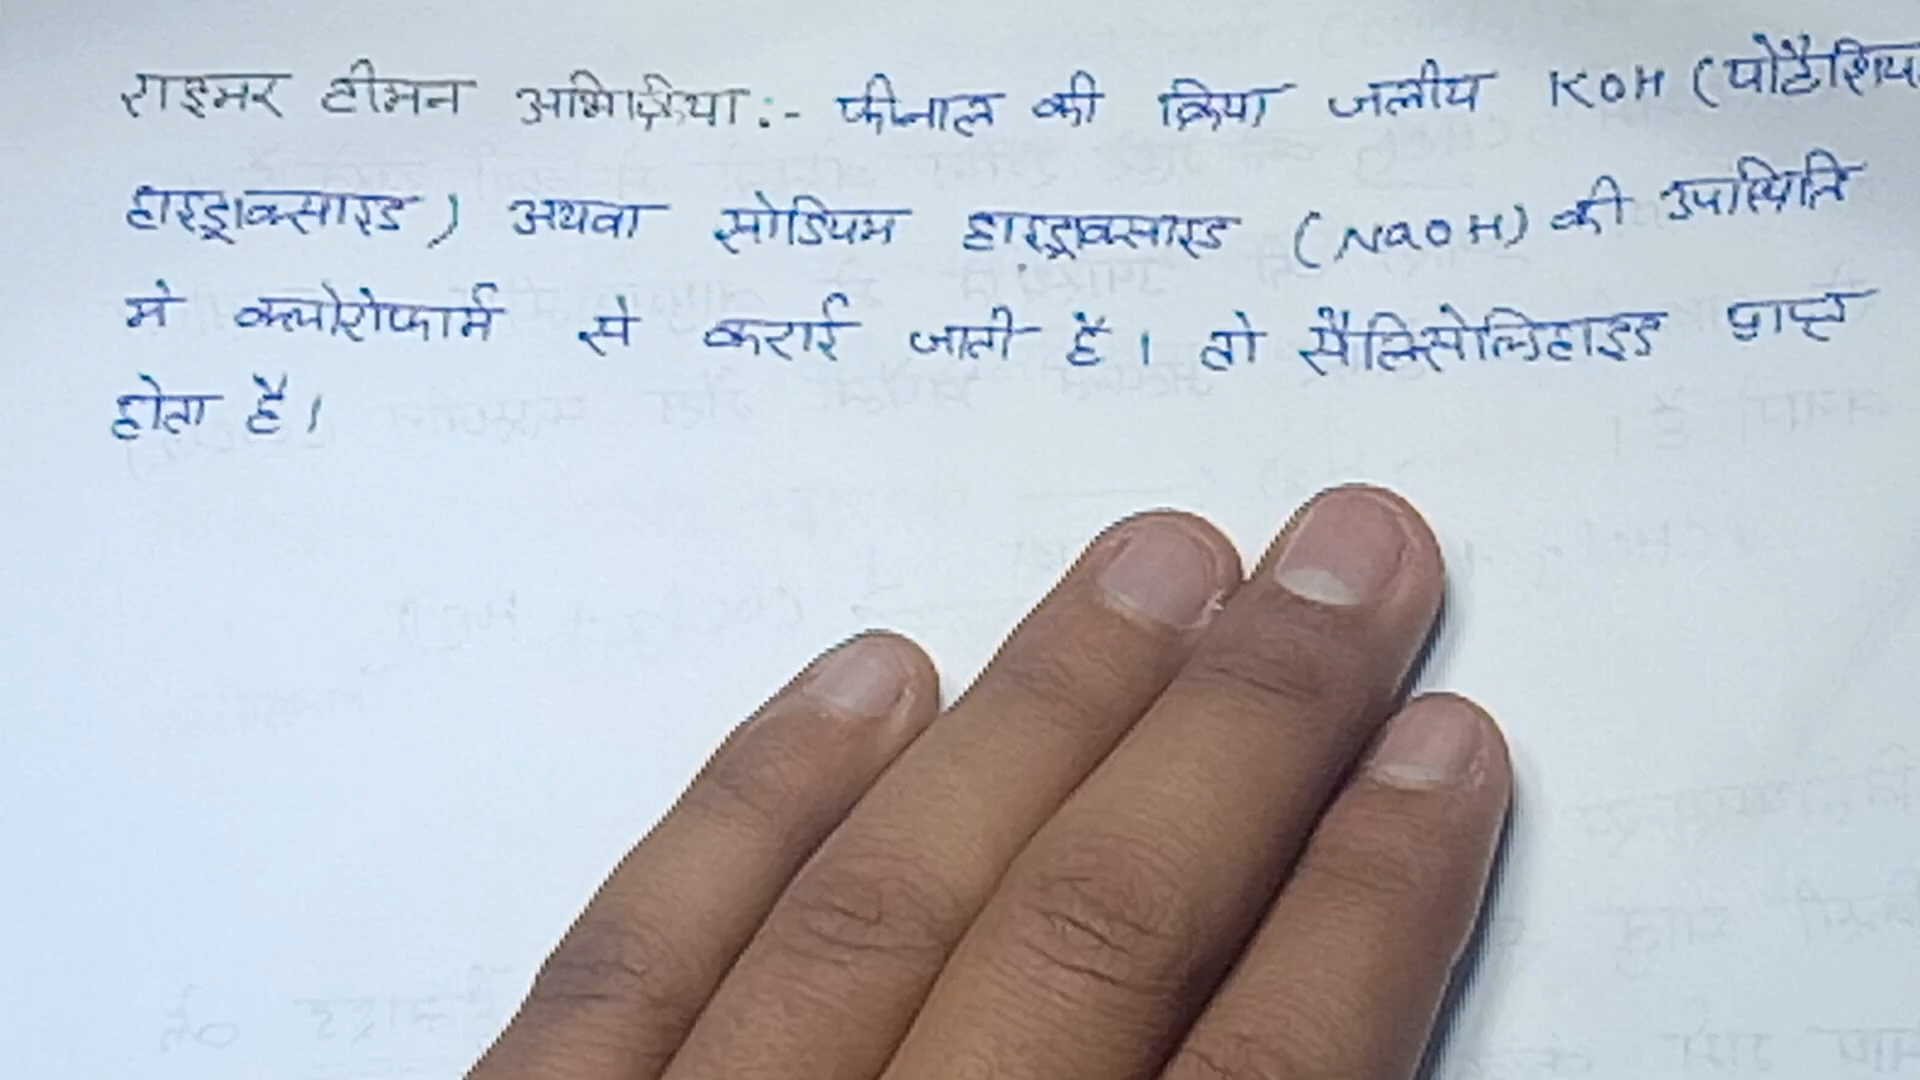 राइमर टीमन अभिक्रिया:- फीनाल की क्रिया जलीय KOH (पोटैशिय
हाइड्राक्साइड) अथवा सोडियम हाइड्राक्साइड (NaOH) की उपस्थिति
मे क्लोरोफार्म से कराई जाती है। तो सैल्सिलेल्डिहाइड प्राप्त
होता है।